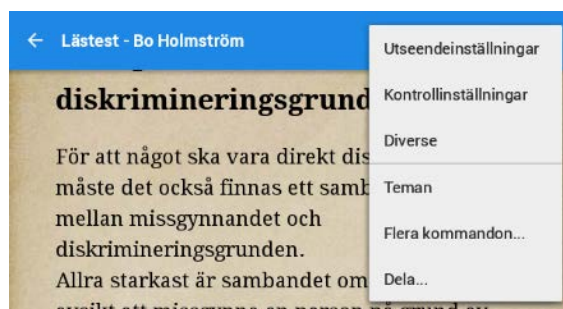 Lästest - Bo Holmström
diskrimineringsgrund
För att något ska vara direkt dis
måste det också finnas ett samb
mellan missgynnandet och
diskrimineringsgrunden.
Allra starkast är sambandet om
Utseendeinställningar
Kontrollinställningar
Diverse
Teman
Flera kommandon...
Dela...